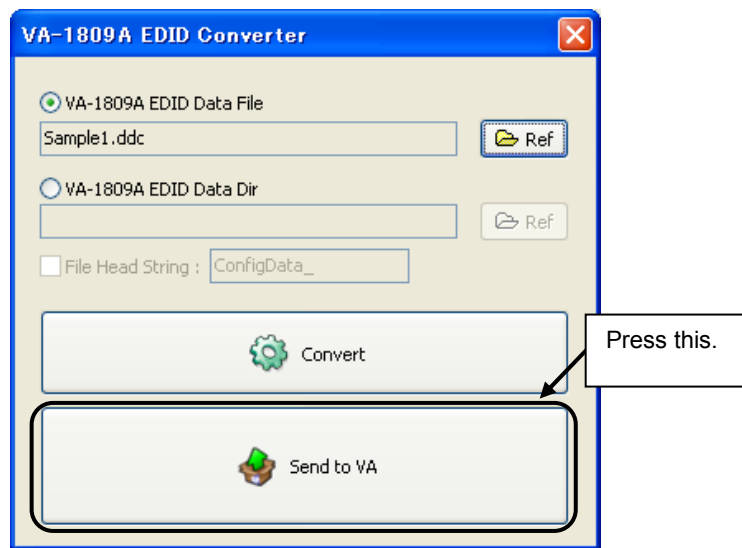 VA-1809A EDID Converter
VA-1809A EDID Data File
Sample1.ddc
Ref
VA-1809A EDID Data Dir
Ref
File Head String :
ConfigData_
Convert
Press this.
Send to VA